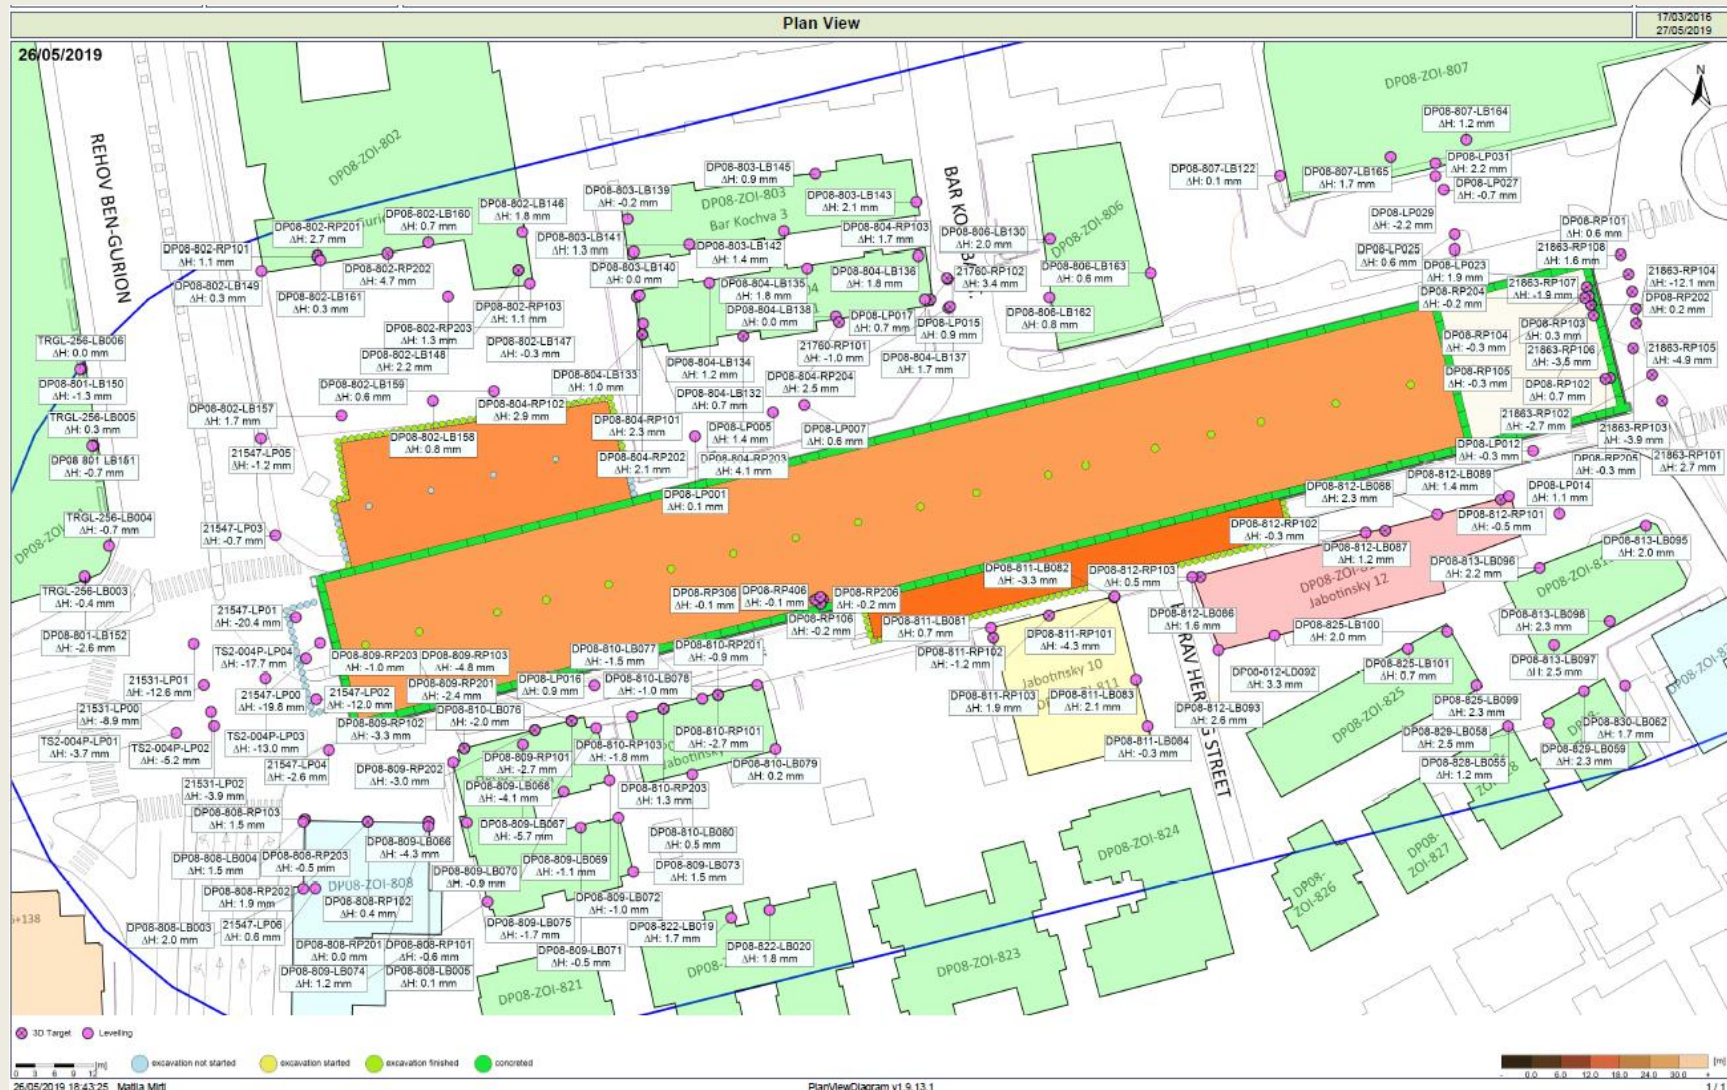 Plan View
17/03/2016
27/05/2019
26/05/2019
N
REHOV BEN-GURION
DP08-ZOI-802
DP08-ZOI-803
Bar Kochva 3
DP08-ZOI-806
DP08-ZOI-807
DP08-807-LB164
ΔH: 1.2 mm
DP08-803-LB145
ΔH: 0.9 mm
DP08-807-LB122
ΔH: 0.1 mm
DP08-807-LB165
ΔH: 1.7 mm
DP08-LP031
ΔH: 2.2 mm
DP08-LP027
ΔH: -0.7 mm
DP08-803-LB139
ΔH: -0.2 mm
DP08-803-LB143
ΔH: 2.1 mm
DP08-802-LB146
ΔH: 1.8 mm
DP08-802-LB160
ΔH: 0.7 mm
DP08-802-RP201
ΔH: 2.7 mm
DP08-LP029
ΔH: -2.2 mm
DP08-RP101
ΔH: 0.6 mm
DP08-804-RP103
ΔH: 1.7 mm
DP08-806-LB130
ΔH: 2.0 mm
DP08-803-LB141
ΔH: 1.3 mm
DP08-803-LB142
ΔH: 1.4 mm
DP08-802-RP101
ΔH: 1.1 mm
DP08-LP025
ΔH: 0.6 mm
21863-RP108
ΔH: 1.6 mm
DP08-802-RP202
ΔH: 4.7 mm
DP08-803-LB140
ΔH: 0.0 mm
DP08-804-LB136
ΔH: 1.8 mm
21760-RP102
ΔH: 3.4 mm
DP08-806-LB163
ΔH: 0.6 mm
DP08-LP023
ΔH: 1.9 mm
21863-RP104
ΔH: -12.1 mm
DP08-802-LB149
ΔH: 0.3 mm
DP08-802-LB161
ΔH: 0.3 mm
DP08-804-LB135
ΔH: 1.8 mm
DP08-RP204
ΔH: -0.2 mm
21863-RP107
ΔH: -1.9 mm
DP08-RP202
ΔH: 0.2 mm
DP08-802-RP103
ΔH: 1.1 mm
DP08-804-LB138
ΔH: 0.0 mm
DP08-LP017
ΔH: 0.7 mm
DP08-LP015
ΔH: 0.9 mm
DP08-806-LB162
ΔH: 0.8 mm
DP08-802-RP203
ΔH: 1.3 mm
DP08-RP104
ΔH: -0.3 mm
DP08-RP103
ΔH: 0.3 mm
TRGL-256-LB006
ΔH: 0.0 mm
DP08-802-LB148
ΔH: 2.2 mm
DP08-802-LB147
ΔH: -0.3 mm
21760-RP101
ΔH: -1.0 mm
21863-RP106
ΔH: -3.5 mm
21863-RP105
ΔH: -4.9 mm
DP08-804-LB134
ΔH: 1.2 mm
DP08-804-LB137
ΔH: 1.7 mm
DP08-801-LB150
ΔH: -1.3 mm
DP08-802-LB159
ΔH: 0.6 mm
DP08-804-LB133
ΔH: 1.0 mm
DP08-804-RP204
ΔH: 2.5 mm
DP08-RP105
ΔH: -0.3 mm
DP08-RP102
ΔH: 0.7 mm
DP08-804-LB132
ΔH: 0.7 mm
DP08-802-LB157
ΔH: 1.7 mm
DP08-804-RP102
ΔH: 2.9 mm
TRGL-256-LB005
ΔH: 0.3 mm
DP08-804-RP101
ΔH: 2.3 mm
DP08-LP005
ΔH: 1.4 mm
DP08-LP007
ΔH: 0.6 mm
21863-RP102
ΔH: -2.7 mm
21863-RP103
ΔH: -3.9 mm
DP08-802-LB158
ΔH: 0.8 mm
DP08-LP012
ΔH: -0.3 mm
21547-LP05
ΔH: -1.2 mm
DP08-801-LB151
ΔH: -0.7 mm
DP08-804-RP202
ΔH: 2.1 mm
DP08-804-RP203
ΔH: 4.1 mm
DP08-RP205
ΔH: -0.3 mm
21863-RP101
ΔH: 2.7 mm
DP08-812-LB088
ΔH: 2.3 mm
DP08-812-LB089
ΔH: 1.4 mm
DP08-LP014
ΔH: 1.1 mm
DP08-LP001
ΔH: 0.1 mm
TRGL-256-LB004
ΔH: -0.7 mm
21547-LP03
ΔH: -0.7 mm
DP08-812-RP101
ΔH: -0.5 mm
DP08-812-RP102
ΔH: -0.3 mm
DP08-812-LB087
ΔH: 1.2 mm
DP08-813-LB095
ΔH: 2.0 mm
DP08-813-LB096
ΔH: 2.2 mm
DP08-811-LB082
ΔH: -3.3 mm
DP08-812-RP103
ΔH: 0.5 mm
Jabotinsky 12
TRGL-256-LB003
ΔH: -0.4 mm
DP08-RP306
ΔH: -0.1 mm
DP08-RP406
ΔH: -0.1 mm
DP08-RP206
ΔH: -0.2 mm
21547-LP01
ΔH: -20.4 mm
DP08-RP106
ΔH: -0.2 mm
DP08-811-LB081
ΔH: 0.7 mm
DP08-812-LB086
ΔH: 1.6 mm
DP08-813-LB098
ΔH: 2.3 mm
DP08-801-LB152
ΔH: -2.6 mm
DP08-811-RP101
ΔH: -4.3 mm
DP08-825-LB100
ΔH: 2.0 mm
TS2-004P-LP04
ΔH: -17.7 mm
DP08-809-RP203
ΔH: -1.0 mm
DP08-809-RP103
ΔH: -4.8 mm
DP08-810-LB077
ΔH: -1.5 mm
DP08-810-RP201
ΔH: -0.9 mm
DP08-811-RP102
ΔH: -1.2 mm
DP08-825-LB101
ΔH: 0.7 mm
DP08-813-LB097
ΔH: 2.5 mm
Jabotinsky 10
DP08-812-LB092
ΔH: 3.3 mm
21531-LP01
ΔH: -12.6 mm
21547-LP00
ΔH: -19.8 mm
21547-LP02
ΔH: -12.0 mm
DP08-809-RP201
ΔH: -2.4 mm
DP08-LP016
ΔH: 0.9 mm
DP08-810-LB078
ΔH: -1.0 mm
DP08-811-RP103
ΔH: 1.9 mm
DP08-811-LB083
ΔH: 2.1 mm
DP08-825-LB099
ΔH: 2.3 mm
21531-LP00
ΔH: -8.9 mm
DP08-809-RP102
ΔH: -3.3 mm
DP08-810-LB076
ΔH: -2.0 mm
DP08-812-LB093
ΔH: 2.6 mm
DP08-ZOI-825
DP08-830-LB062
ΔH: 1.7 mm
TS2-004P-LP01
ΔH: -3.7 mm
TS2-004P-LP02
ΔH: -5.2 mm
TS2-004P-LP03
ΔH: -13.0 mm
DP08-810-RP103
ΔH: -1.8 mm
DP08-810-RP101
ΔH: -2.7 mm
DP08-811-LB084
ΔH: -0.3 mm
DP08-829-LB058
ΔH: 2.5 mm
DP08-829-LB059
ΔH: 2.3 mm
21547-LP04
ΔH: -2.6 mm
DP08-809-RP202
ΔH: -3.0 mm
DP08-809-RP101
ΔH: -2.7 mm
DP08-810-LB079
ΔH: 0.2 mm
DP08-828-LB055
ΔH: 1.2 mm
21531-LP02
ΔH: -3.9 mm
DP08-809-LB068
ΔH: -4.1 mm
DP08-810-RP203
ΔH: 1.3 mm
DP08-808-RP103
ΔH: 1.5 mm
DP08-809-LB067
ΔH: -5.7 mm
DP08-810-LB080
ΔH: 0.5 mm
DP08-ZOI-824
DP08-809-LB066
ΔH: -4.3 mm
DP08-808-LB004
ΔH: 1.5 mm
DP08-808-RP203
ΔH: -0.5 mm
DP08-809-LB069
ΔH: -1.1 mm
DP08-809-LB073
ΔH: 1.5 mm
DP08-ZOI-827
DP08-809-LB070
ΔH: -0.9 mm
DP08-ZOI-808
DP08-808-RP202
ΔH: 1.9 mm
DP08-808-RP102
ΔH: 0.4 mm
DP08-809-LB072
ΔH: -1.0 mm
DP08-ZOI-826
DP08-808-LB003
ΔH: 2.0 mm
21547-LP06
ΔH: 0.6 mm
DP08-809-LB075
ΔH: -1.7 mm
DP08-822-LB019
ΔH: 1.7 mm
DP08-808-RP201
ΔH: 0.0 mm
DP08-808-RP101
ΔH: -0.6 mm
DP08-809-LB071
ΔH: -0.5 mm
DP08-822-LB020
ΔH: 1.8 mm
DP08-809-LB074
ΔH: 1.2 mm
DP08-808-LB005
ΔH: 0.1 mm
DP08-ZOI-823
DP08-ZOI-821
3D Target
Levelling
excavation not started
excavation started
excavation finished
concreted
0 3 6 9 12 [m]
0.0 6.0 12.0 18.0 24.0 30.0 + [m]
26/05/2019 18:43:25 Matija Mirti
PlanViewDiagram v1.9.13.1
1 / 1